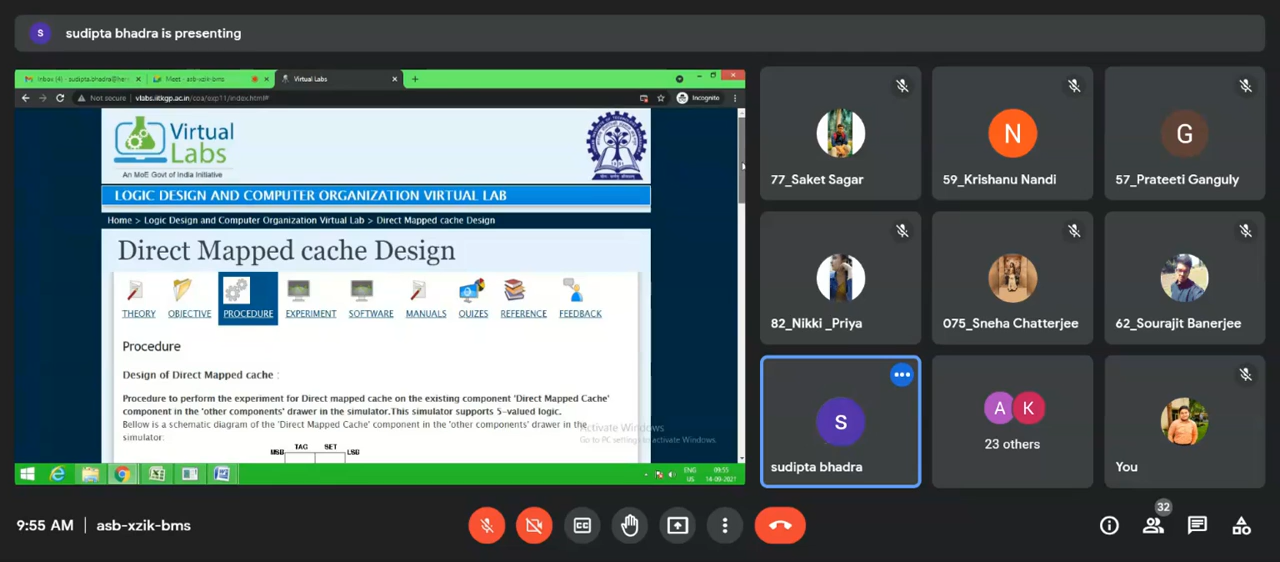 S
sudipta bhadra is presenting
Meet - asb-xzik-bms
Virtual Labs
Not secure
vlabs.iitkgp.ac.in/coa/exp11/index.html#
Incognito
Virtual
Labs
An MoE Govt of India Initiative
LOGIC DESIGN AND COMPUTER ORGANIZATION VIRTUAL LAB
Home > Logic Design and Computer Organization Virtual Lab > Direct Mapped cache Design
Direct Mapped cache Design
THEORY OBJECTIVE PROCEDURE EXPERIMENT SOFTWARE MANUALS QUIZES REFERENCE FEEDBACK
Procedure
Design of Direct Mapped cache :
Procedure to perform the experiment for Direct mapped cache on the existing component 'Direct Mapped Cache'
component in the 'other components' drawer in the simulator.This simulator supports 5-valued logic.
Bellow is a schematic diagram of the 'Direct Mapped Cache' component in the 'other components' drawer in the
simulator:
MSB TAG SET LSB
Activate Windows
Go to PC settings to activate Windows.
ENG
US
09:55
14-09-2021
77_Saket Sagar
N
59_Krishanu Nandi
G
57_Prateeti Ganguly
82_Nikki _Priya
075_Sneha Chatterjee
62_Sourajit Banerjee
S
sudipta bhadra
A K
23 others
You
9:55 AM | asb-xzik-bms
CC
32